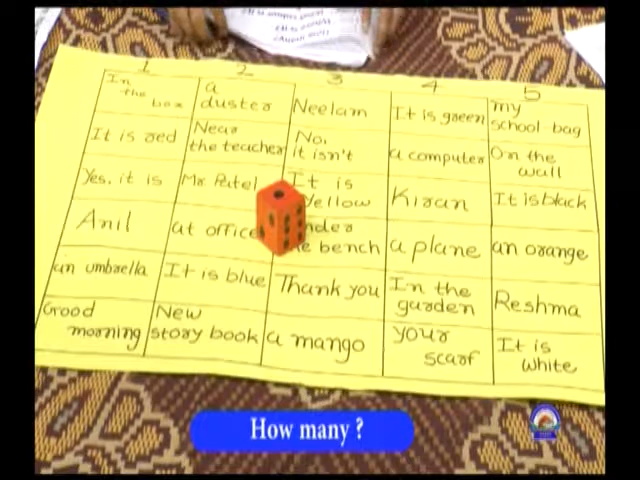 1 2 3 4 5
In
the box
a
duster
Neelam
It is green
my
school bag
It is red
Near
the teacher
No,
it isn't
a computer
On the
wall
Yes, it is
Mr. Patel
It is
yellow
Kiran
It is black
Anil
at office
the bench
a plane
an orange
an umbrella
It is blue
Thank you
In the
garden
Reshma
Good
morning
New
story book
a mango
your
scarf
It is
white
How many ?